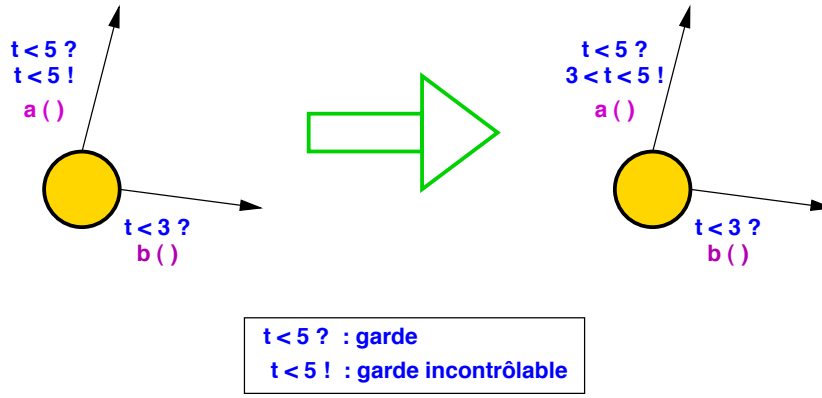 t < 5 ?
t < 5 !
a ( )
t < 3 ?
b ( )
t < 5 ?
3 < t < 5 !
a ( )
t < 3 ?
b ( )
t < 5 ? : garde
t < 5 ! : garde incontrôlable